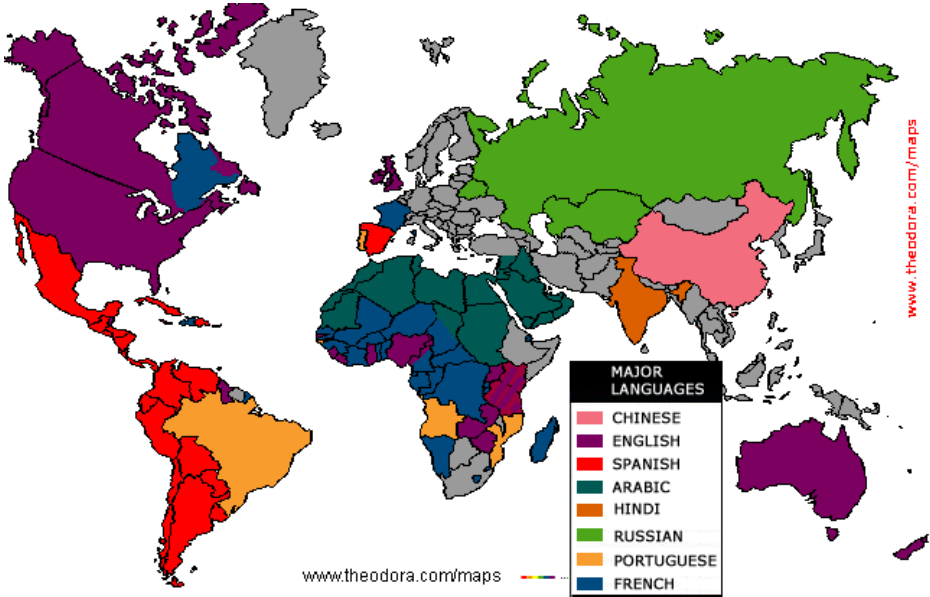 www.theodora.com/maps
MAJOR
LANGUAGES
CHINESE
ENGLISH
SPANISH
ARABIC
HINDI
RUSSIAN
PORTUGUESE
FRENCH
www.theodora.com/maps